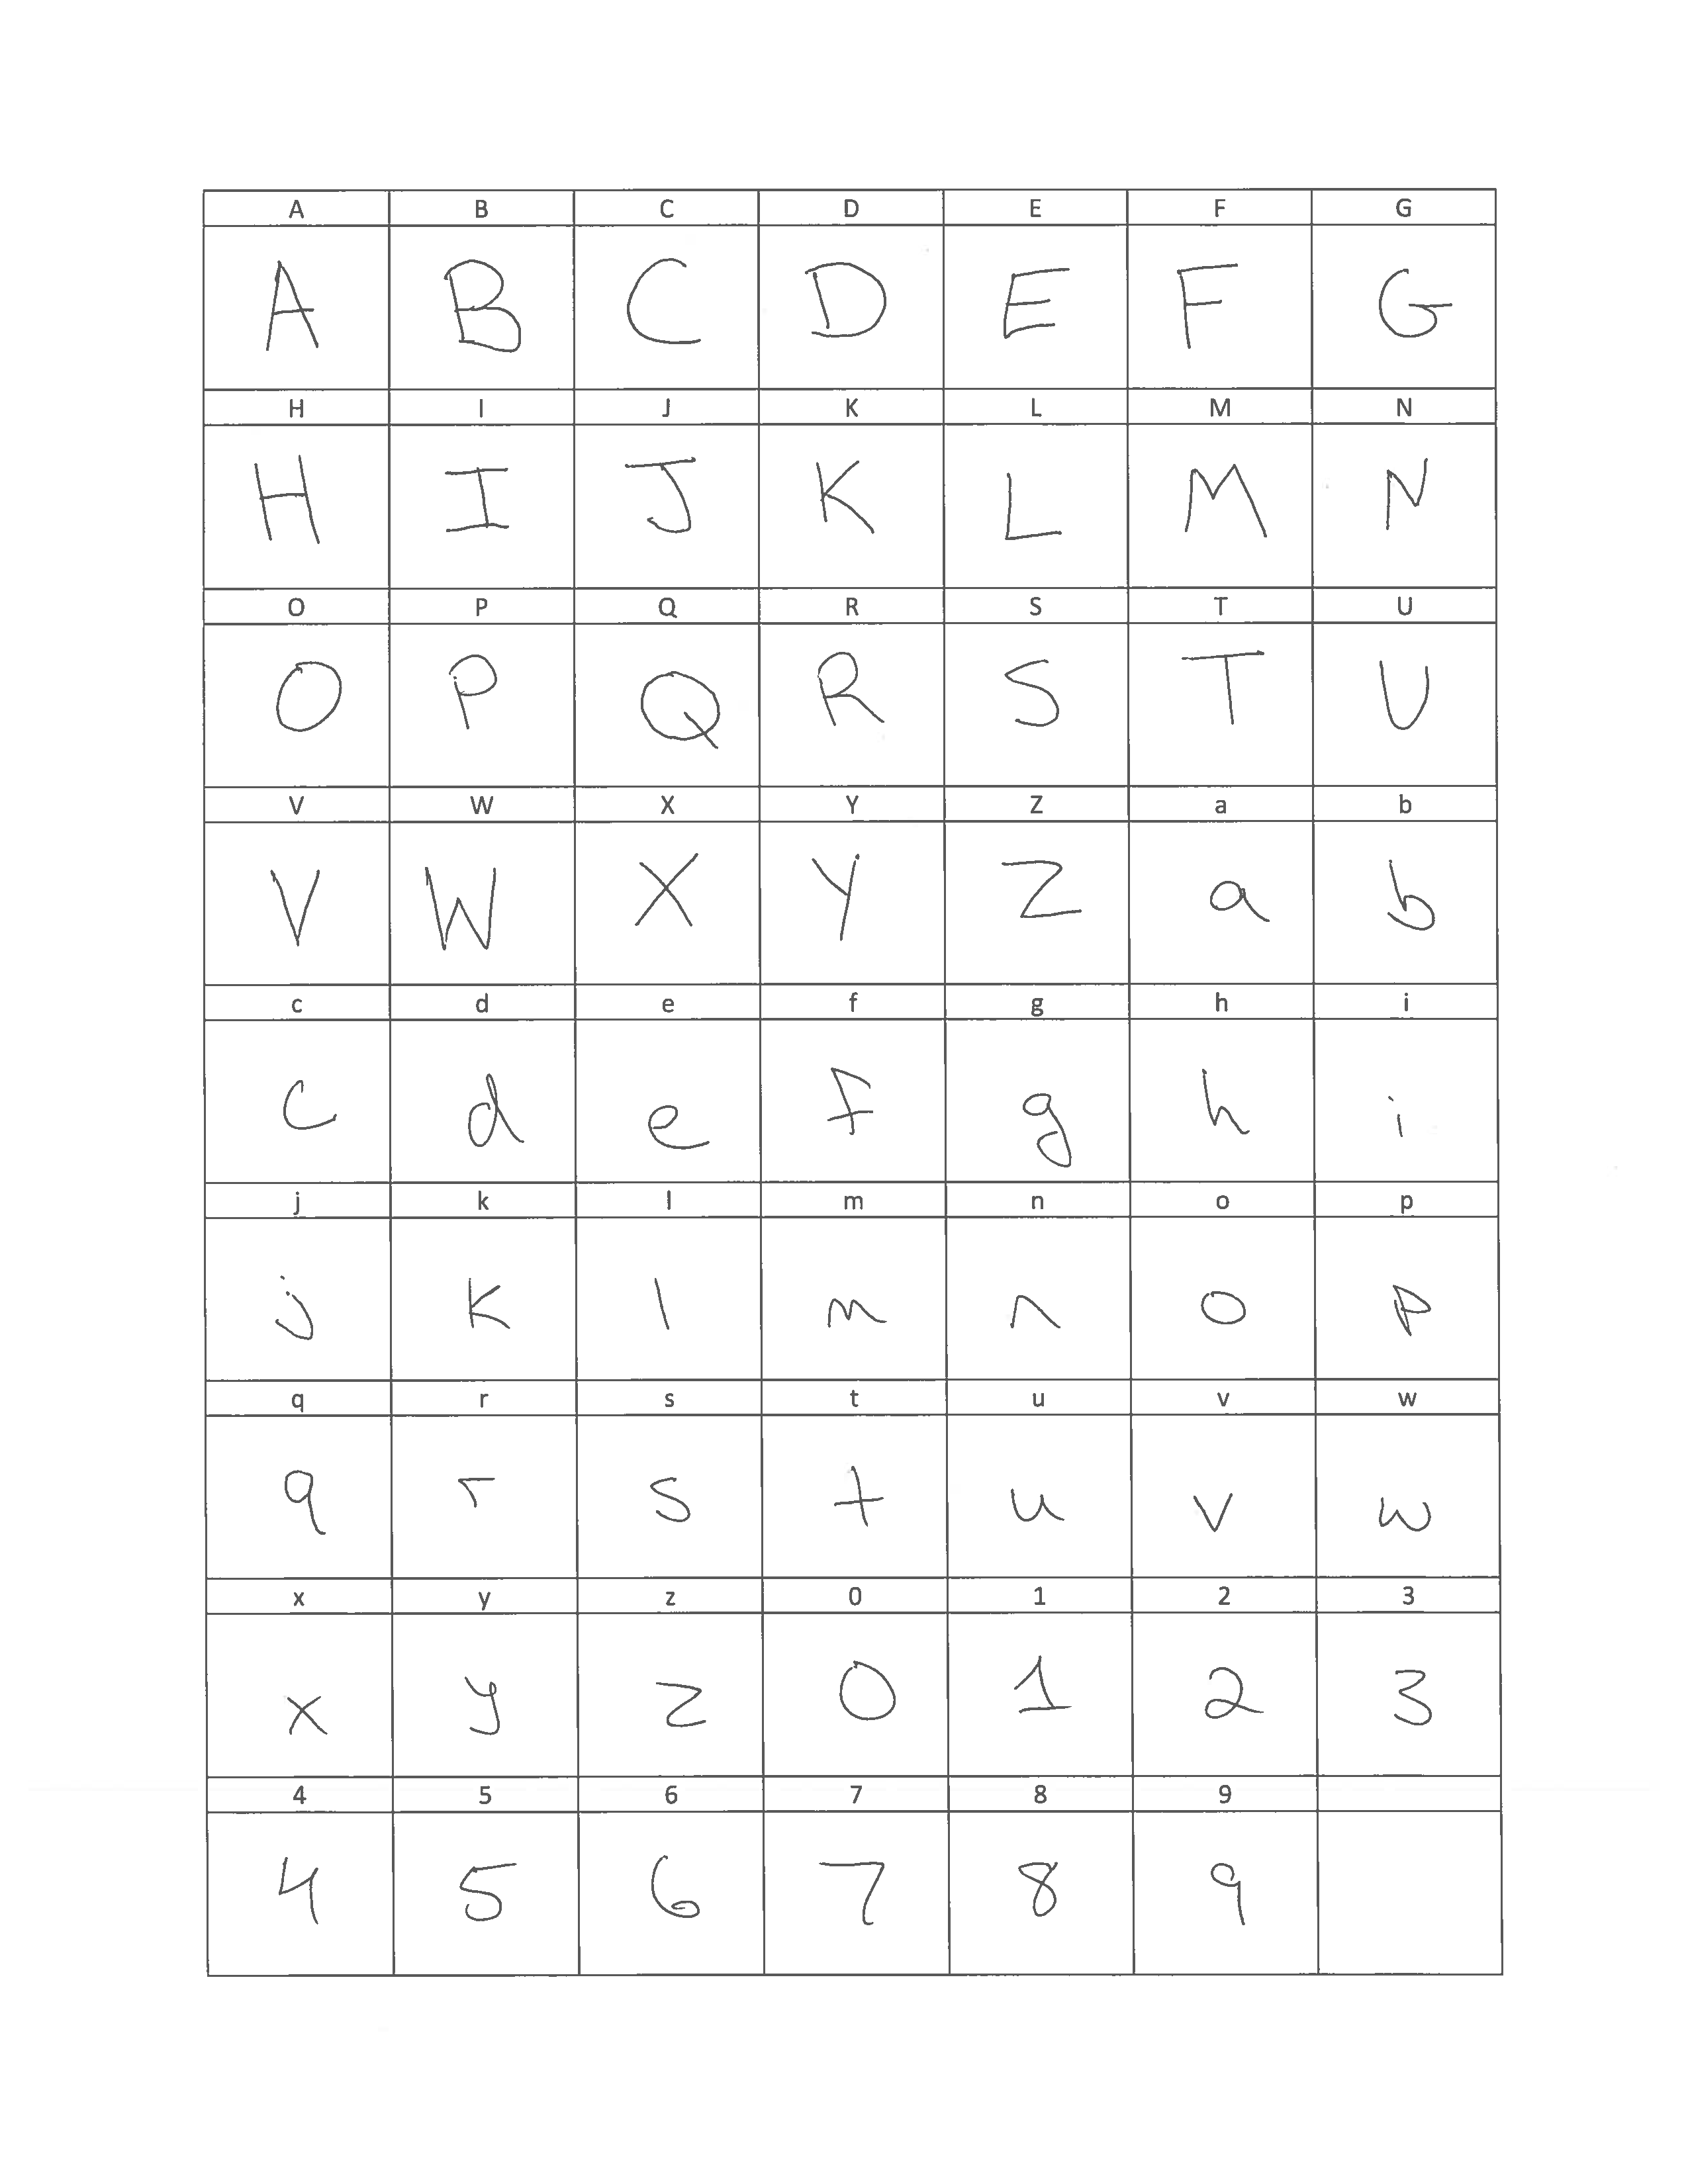 A B C D E F G
A B C D E F G
H I J K L M N
H I J K L M N
O P Q R S T U
O P Q R S T U
V W X Y Z a b
V W X Y Z a b
c d e f g h i
c d e f g h i
j k l m n o p
j k l m n o p
q r s t u v w
q r s t u v w
x y z 0 1 2 3
x y z 0 1 2 3
4 5 6 7 8 9
4 5 6 7 8 9